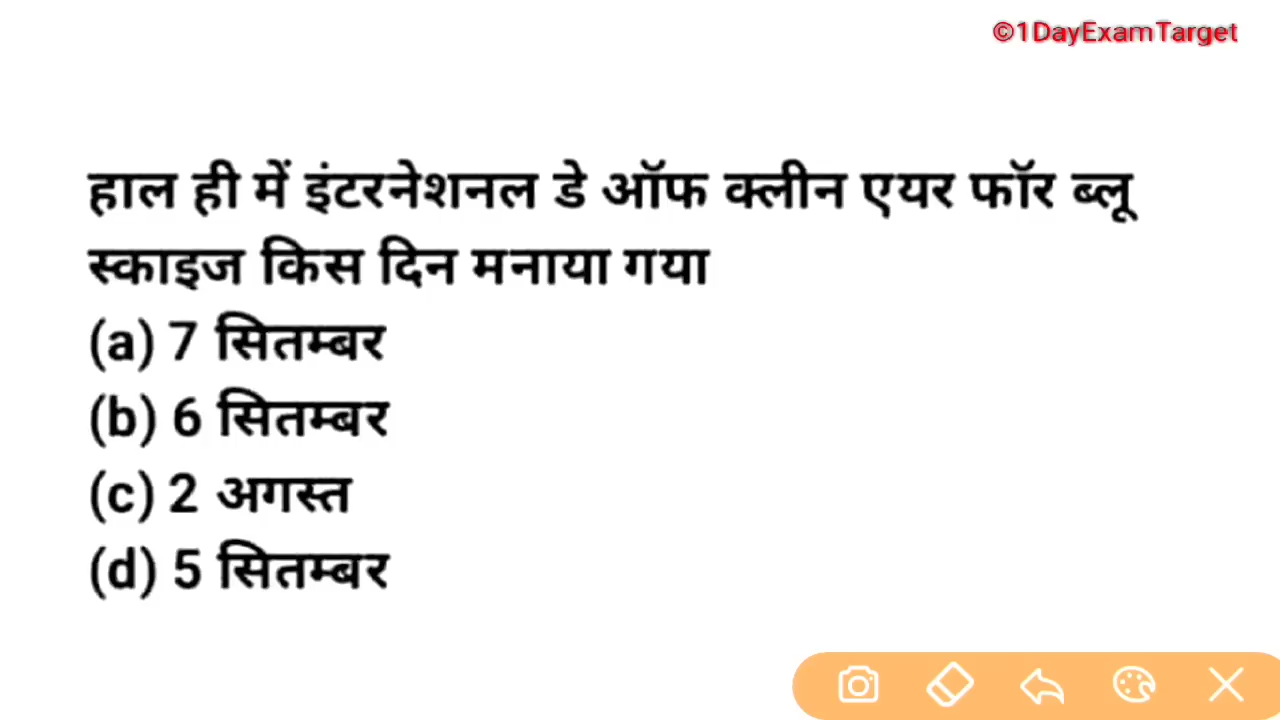 ©1DayExamTarget
हाल ही में इंटरनेशनल डे ऑफ क्लीन एयर फॉर ब्लू
स्काइज किस दिन मनाया गया
(a) 7 सितम्बर
(b) 6 सितम्बर
(c) 2 अगस्त
(d) 5 सितम्बर